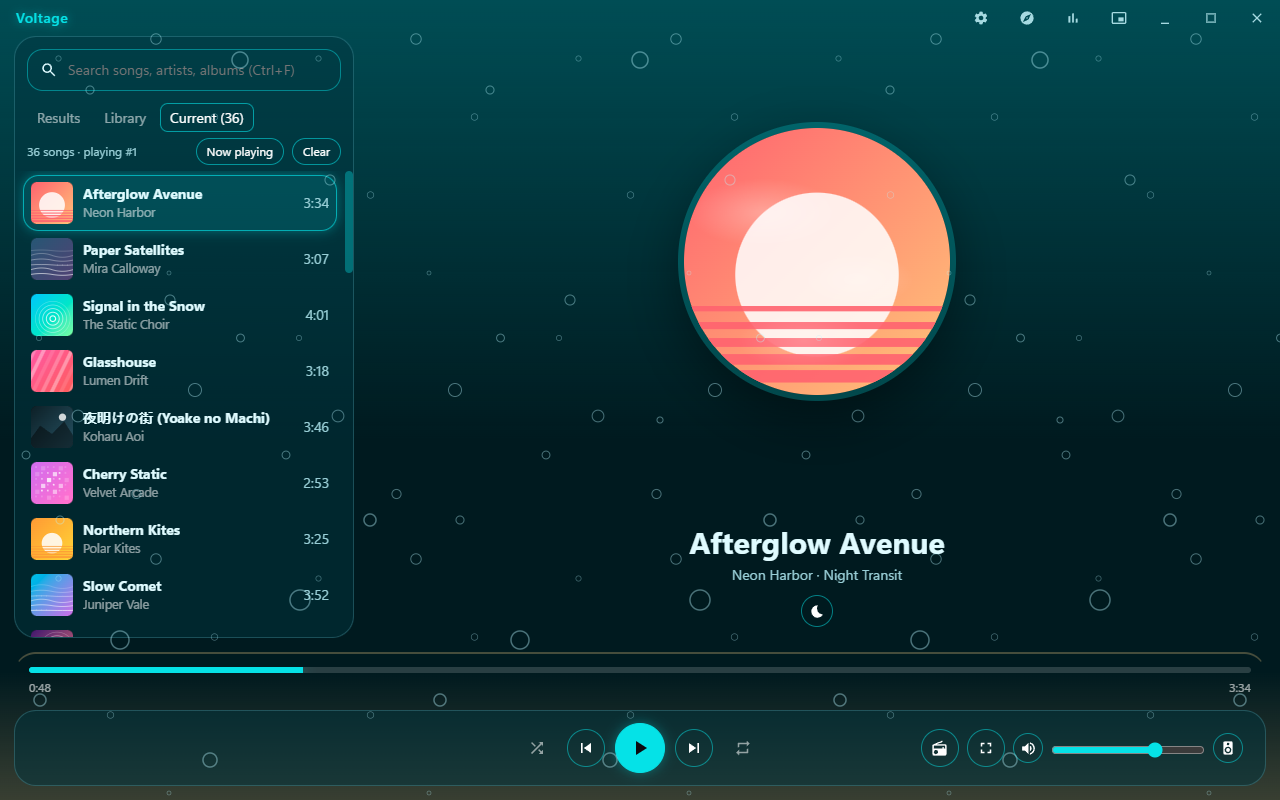 Voltage
Search songs, artists, albums (Ctrl+F)
Results Library Current (36)
36 songs · playing #1 Now playing Clear
Afterglow Avenue
Neon Harbor
3:34
Paper Satellites
Mira Calloway
3:07
Signal in the Snow
The Static Choir
4:01
Glasshouse
Lumen Drift
3:18
夜明けの街 (Yoake no Machi)
Koharu Aoi
3:46
Cherry Static
Velvet Arcade
2:53
Northern Kites
Polar Kites
3:25
Slow Comet
Juniper Vale
3:52
Afterglow Avenue
Neon Harbor · Night Transit
0:48 3:34